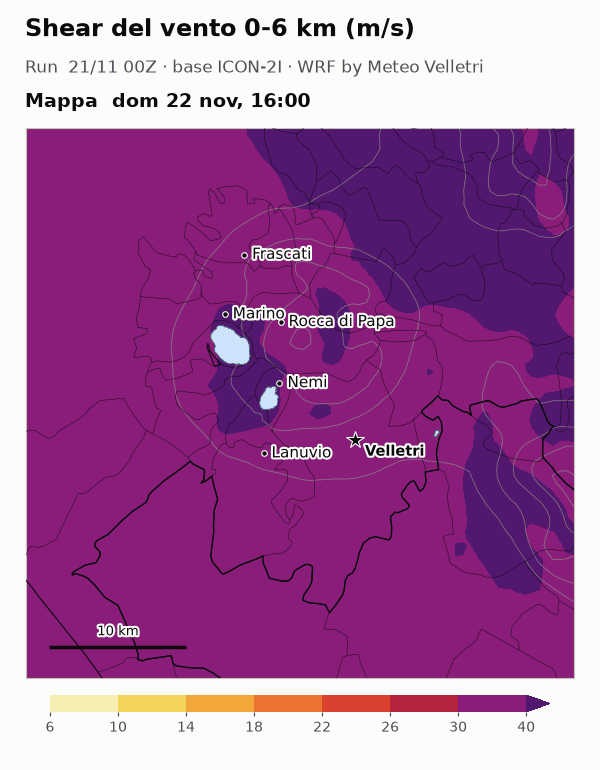 Shear del vento 0-6 km (m/s)
Run  21/11 00Z · base ICON-2I · WRF by Meteo Velletri
Mappa  dom 22 nov, 16:00
Frascati
Marino
Rocca di Papa
Nemi
Velletri
Lanuvio
10 km
6 10 14 18 22 26 30 40